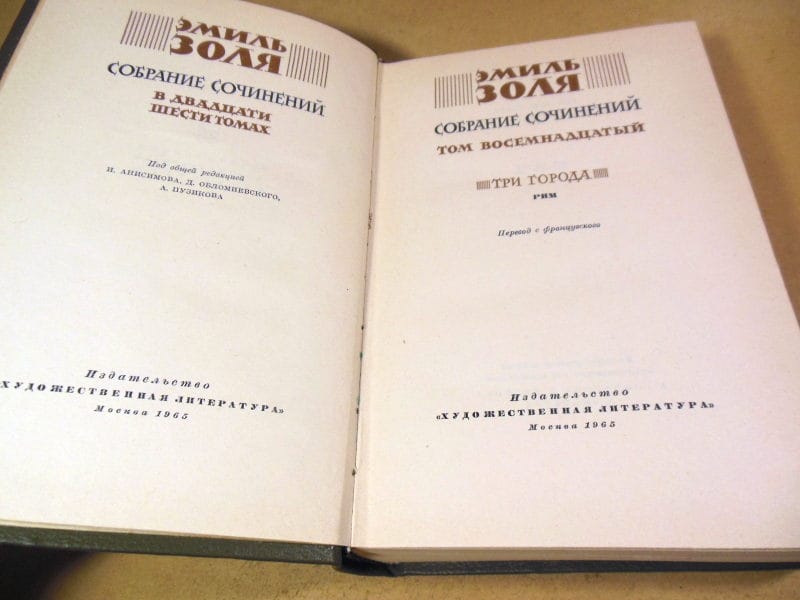 ЭМИЛЬ
ЗОЛЯ
СОБРАНИЕ СОЧИНЕНИЙ
В ДВАДЦАТИ
ШЕСТИ ТОМАХ
Под общей редакцией
И. АНИСИМОВА, Д. ОБЛОМИЕВСКОГО,
А. ПУЗИКОВА
Издательство
ХУДОЖЕСТВЕННАЯ ЛИТЕРАТУРА»
Москва 1965
ЭМИЛЬ
ЗОЛЯ
СОБРАНИЕ СОЧИНЕНИЙ
ТОМ ВОСЕМНАДЦАТЫЙ
ТРИ ГОРОДА
РИМ
Перевод с французского
Издательство
«ХУДОЖЕСТВЕННАЯ ЛИТЕРАТУРА»
Москва 1965